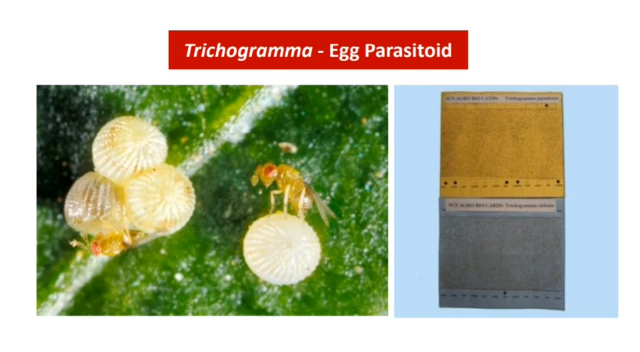 Trichogramma - Egg Parasitoid
SUN AGRO BIO CARDS: Trichogramma japonicum
SUN AGRO BIO CARDS: Trichogramma chilonis